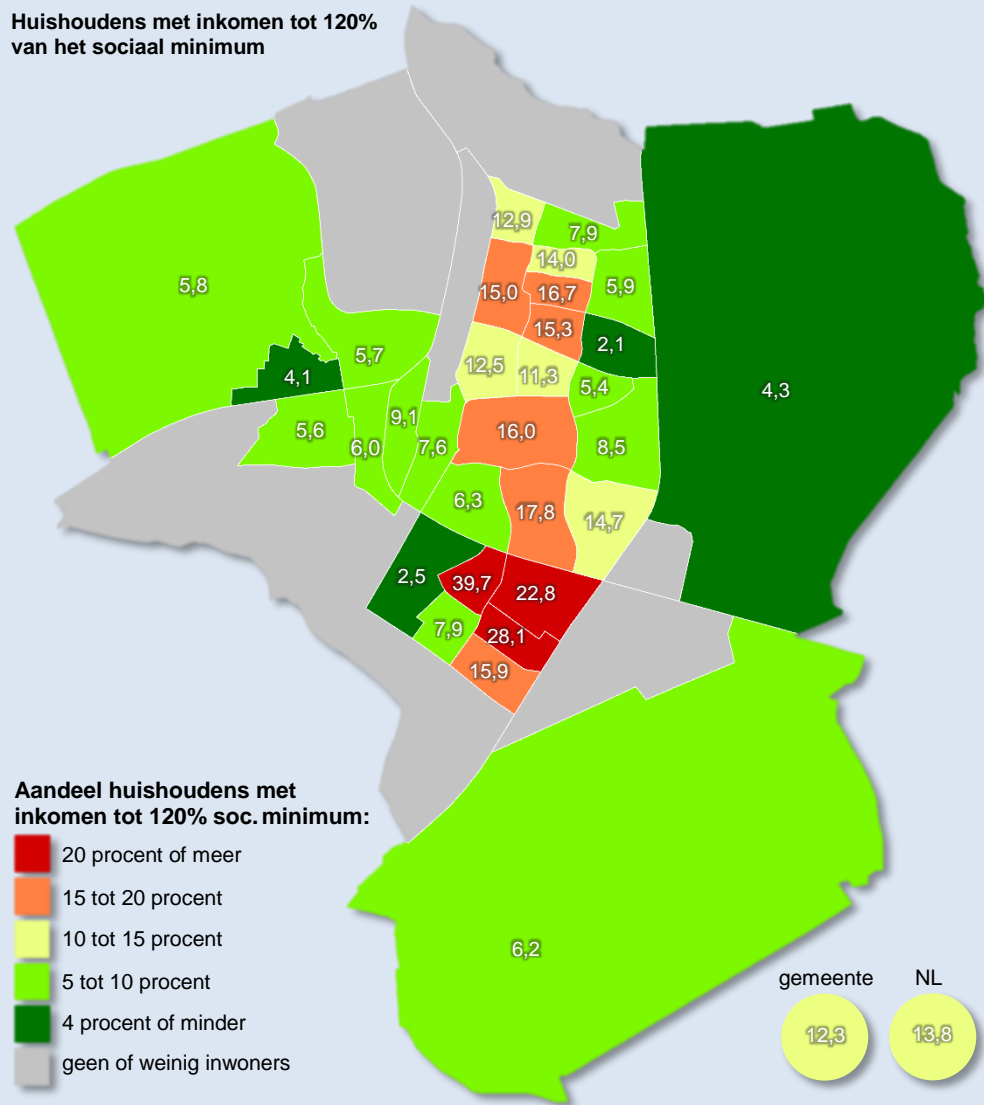 Huishoudens met inkomen tot 120%
van het sociaal minimum
12,9
7,9
14,0
5,8
15,0
16,7
5,9
15,3
2,1
5,7
12,5
11,3
4,1
5,4
4,3
9,1
5,6
6,0
7,6
16,0
8,5
6,3
17,8
14,7
2,5
39,7
22,8
7,9
28,1
15,9
Aandeel huishoudens met
inkomen tot 120% soc. minimum:
20 procent of meer
15 tot 20 procent
10 tot 15 procent
5 tot 10 procent
4 procent of minder
geen of weinig inwoners
6,2
gemeente NL
12,3 13,8